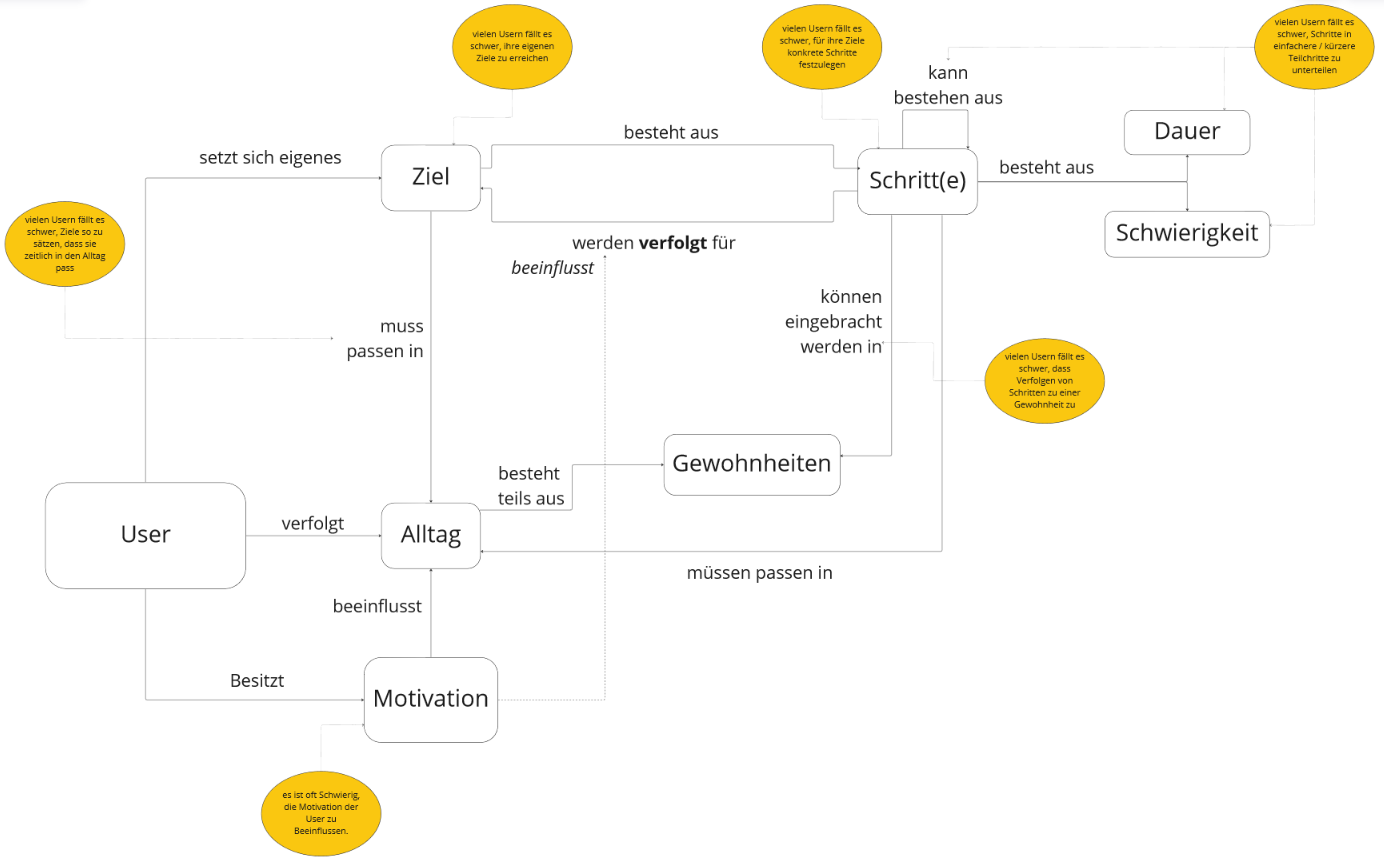 vielen Usern fällt es
schwer, ihre eigenen
Ziele zu erreichen
vielen Usern fällt es
schwer, für ihre Ziele
konkrete Schritte
festzulegen
vielen Usern fällt es
schwer, Schritte in
einfachere / kürzere
Teilchritte zu
unterteilen
kann
bestehen aus
Dauer
besteht aus
setzt sich eigenes
Ziel
Schritt(e)
besteht aus
Schwierigkeit
vielen Usern fällt es
schwer, Ziele so zu
sätzen, dass sie
zeitlich in den Alltag
pass
werden verfolgt für
beeinflusst
muss
passen in
können
eingebracht
werden in
vielen Usern fällt es
schwer, dass
Verfolgen von
Schritten zu einer
Gewohnheit zu
besteht
teils aus
Gewohnheiten
User
verfolgt
Alltag
müssen passen in
beeinflusst
Besitzt
Motivation
es ist oft Schwierig,
die Motivation der
User zu
Beeinflussen.